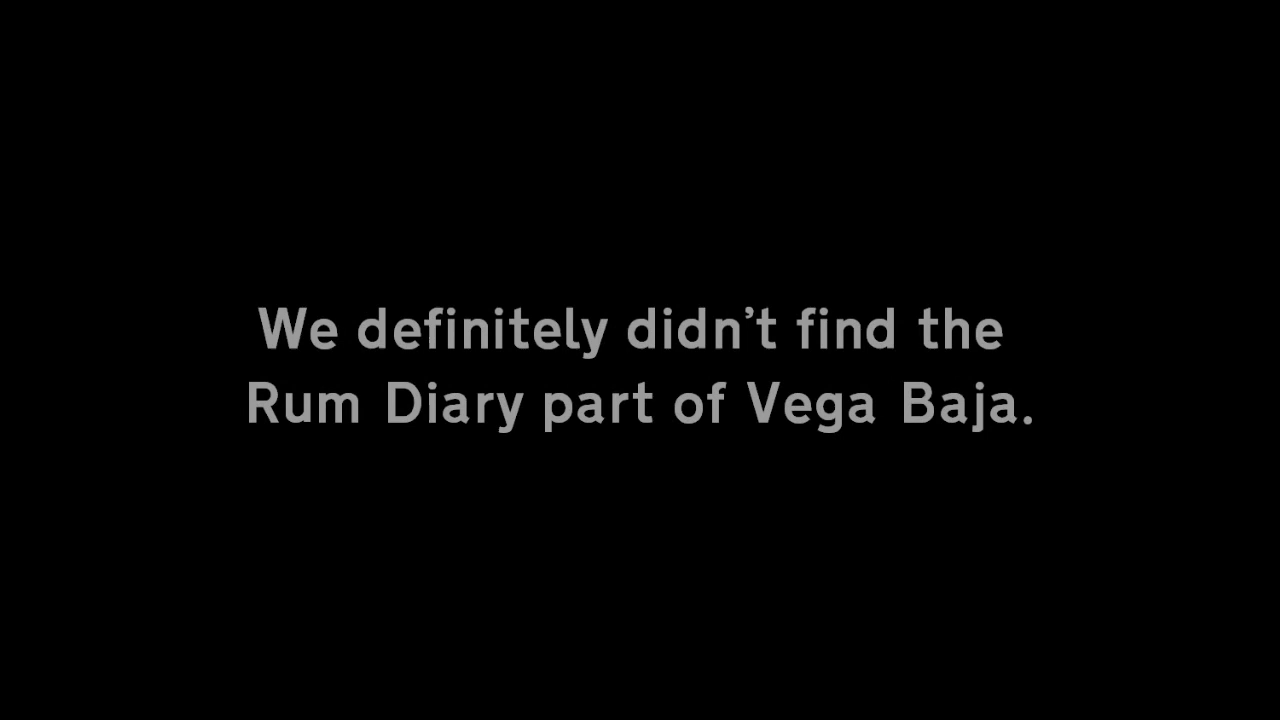 We definitely didn’t find the
Rum Diary part of Vega Baja.